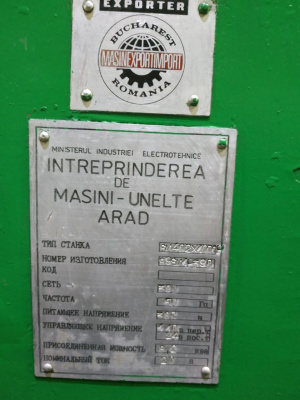 EXPORTER
BUCHAREST
MASINEXPORTIMPORT
ROMANIA
MINISTERUL INDUSTRIEI ELECTROTEHNICE
INTREPRINDEREA
DE
MASINI-UNELTE
ARAD
ТИП СТАНКА
НОМЕР ИЗГОТОВЛЕНИЯ
КОД
СЕТЬ
ЧАСТОТА Hz
ПИТАЮЩЕЕ НАПРЯЖЕНИЕ
УПРАВЛЯЮЩЕЕ НАПРЯЖЕНИЕ
ПРИСОЕДИНЕННАЯ МОЩНОСТЬ
НОМИНАЛЬНЫЙ ТОК